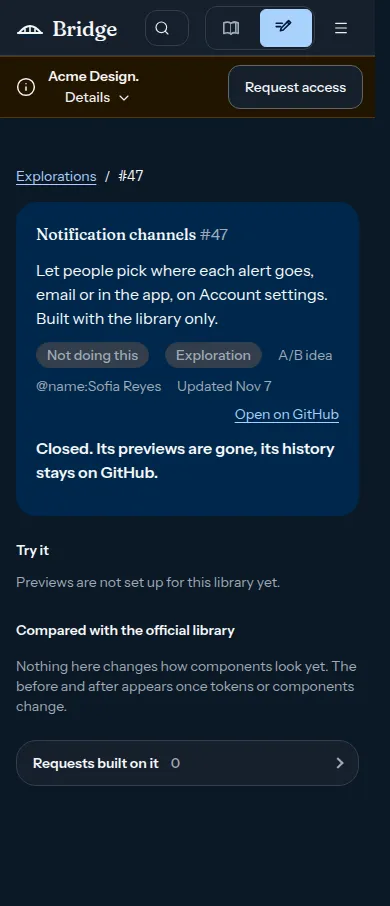 Bridge
Acme Design.
Details
Request access
Explorations / #47
Notification channels #47
Let people pick where each alert goes,
email or in the app, on Account settings.
Built with the library only.
Not doing this Exploration A/B idea
@name:Sofia Reyes Updated Nov 7
Open on GitHub
Closed. Its previews are gone, its history
stays on GitHub.
Try it
Previews are not set up for this library yet.
Compared with the official library
Nothing here changes how components look yet. The
before and after appears once tokens or components
change.
Requests built on it 0